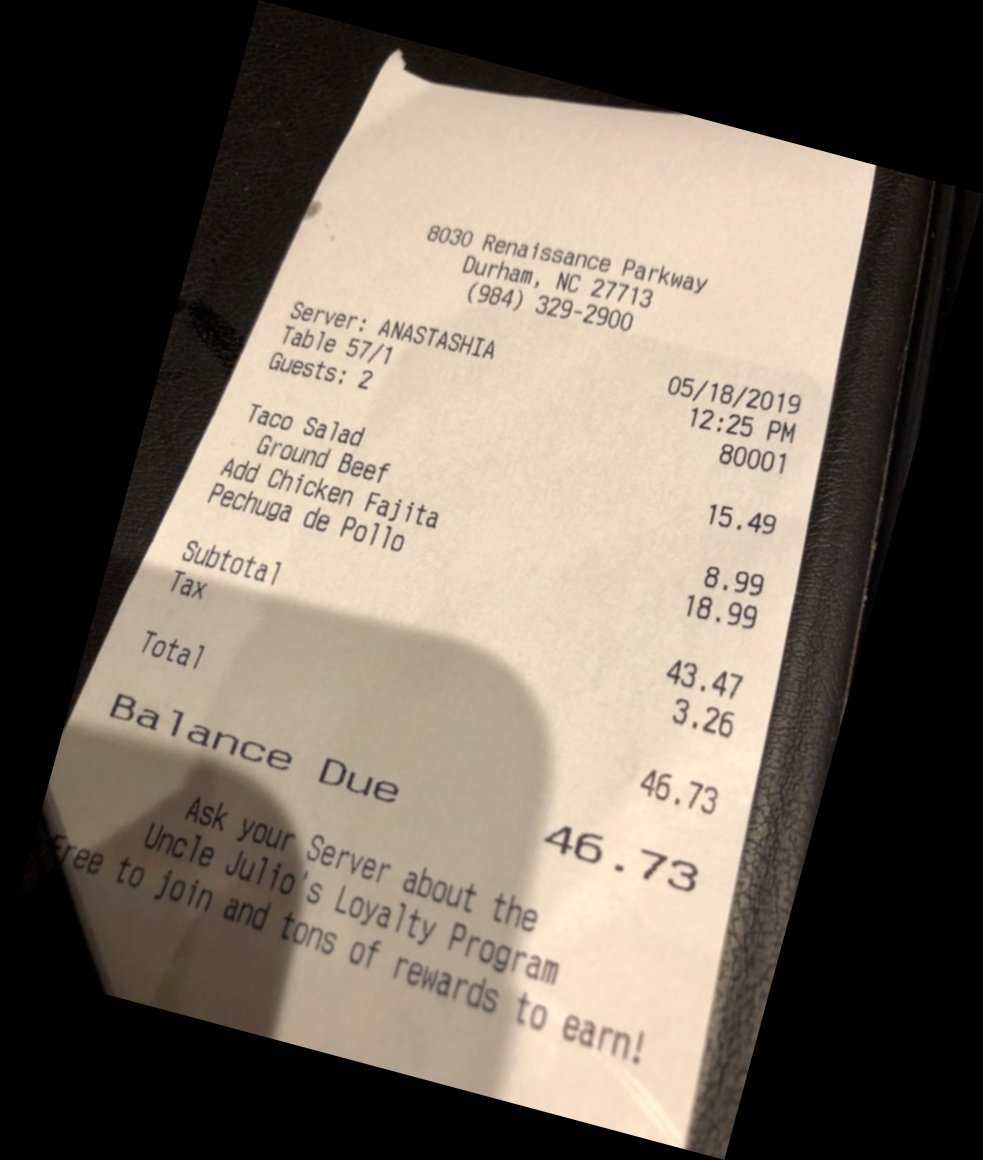 8030 Renaissance Parkway
Durham, NC 27713
(984) 329-2900
Server: ANASTASHIA 05/18/2019
Table 57/1 12:25 PM
Guests: 2 80001
Taco Salad 15.49
Ground Beef
Add Chicken Fajita 8.99
Pechuga de Pollo 18.99
Subtotal 43.47
Tax 3.26
Total 46.73
Balance Due 46.73
Ask your Server about the
Uncle Julio's Loyalty Program
Free to join and tons of rewards to earn!